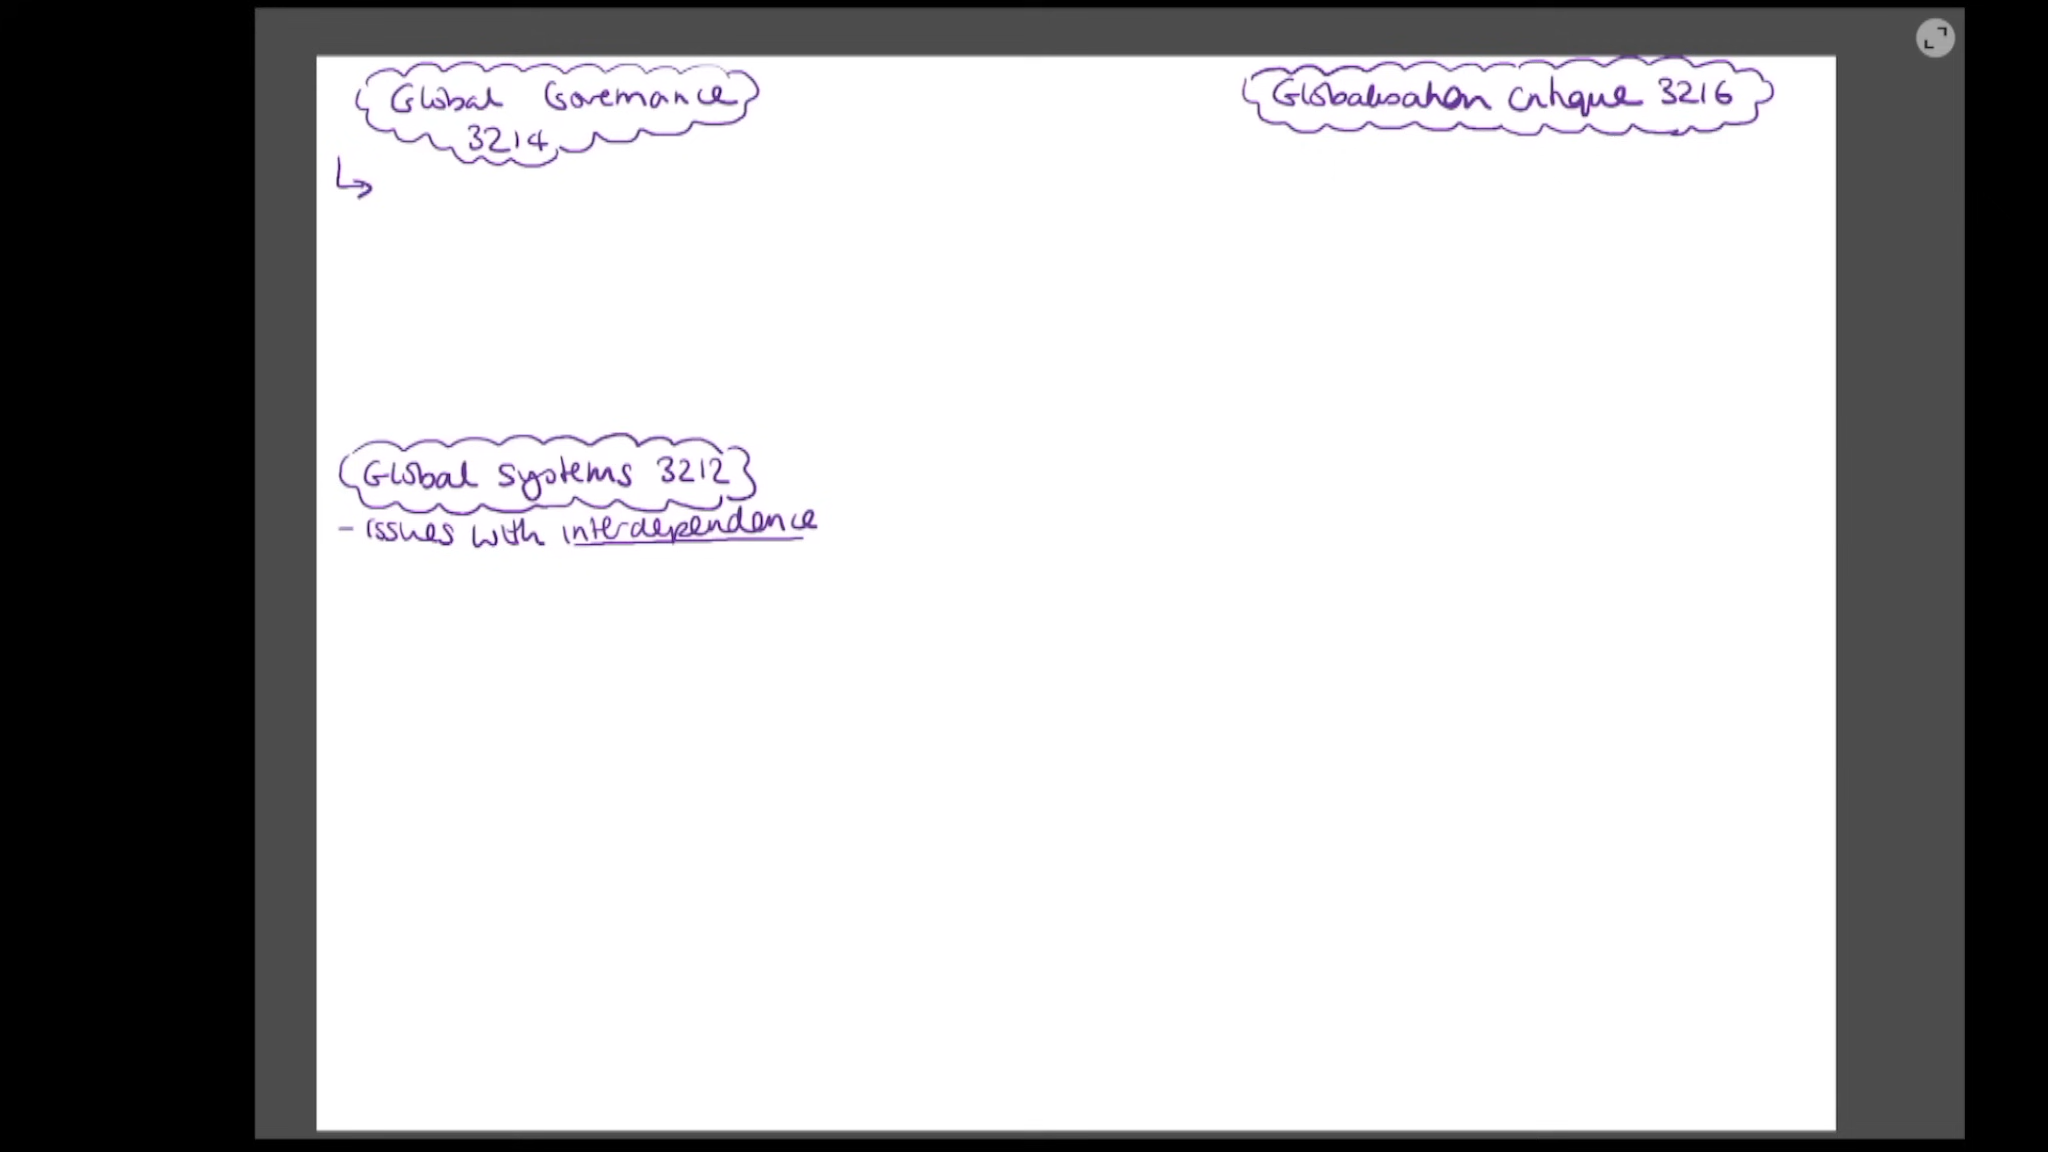 Global Governance
3214
Globalisation critique 3216
Global systems 3212
- issues with interdependence